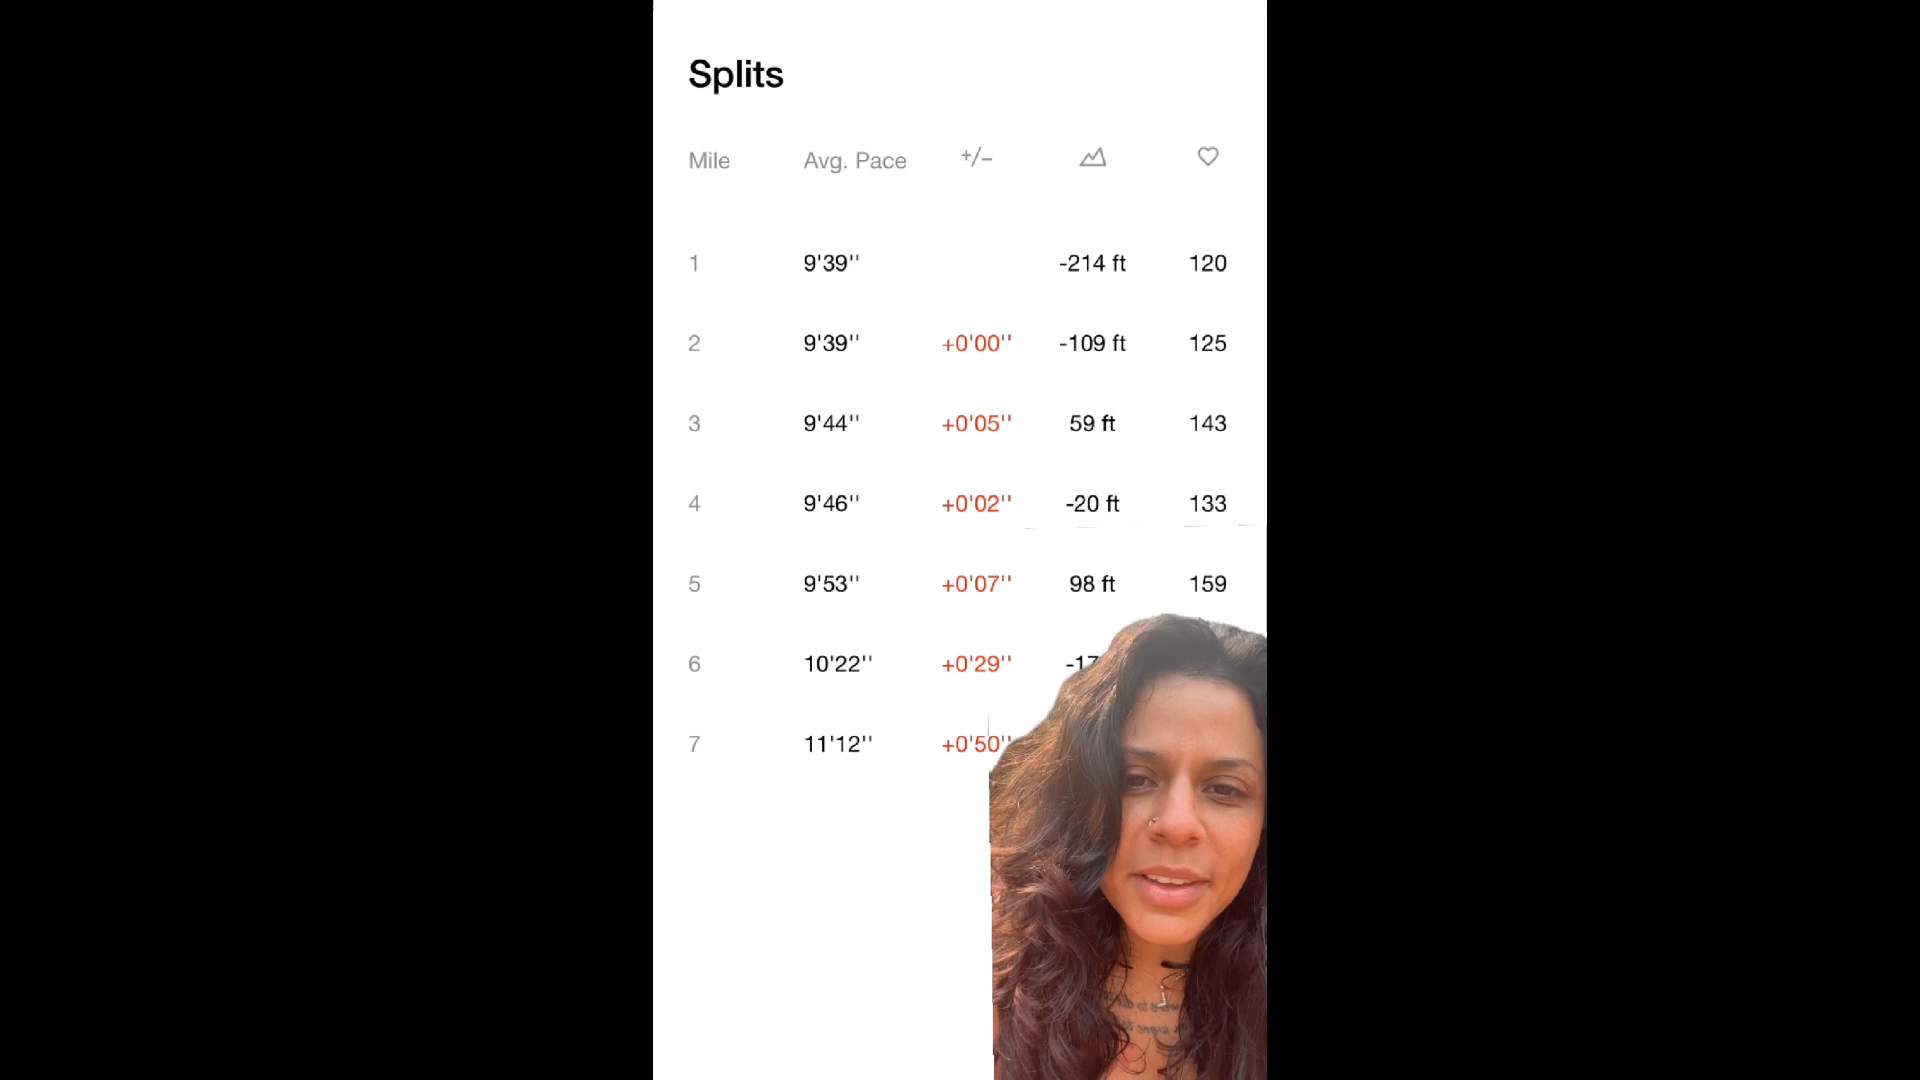 Splits
Mile Avg. Pace +/-
1 9'39'' -214 ft 120
2 9'39'' +0'00'' -109 ft 125
3 9'44'' +0'05'' 59 ft 143
4 9'46'' +0'02'' -20 ft 133
5 9'53'' +0'07'' 98 ft 159
6 10'22'' +0'29''
7 11'12'' +0'50''